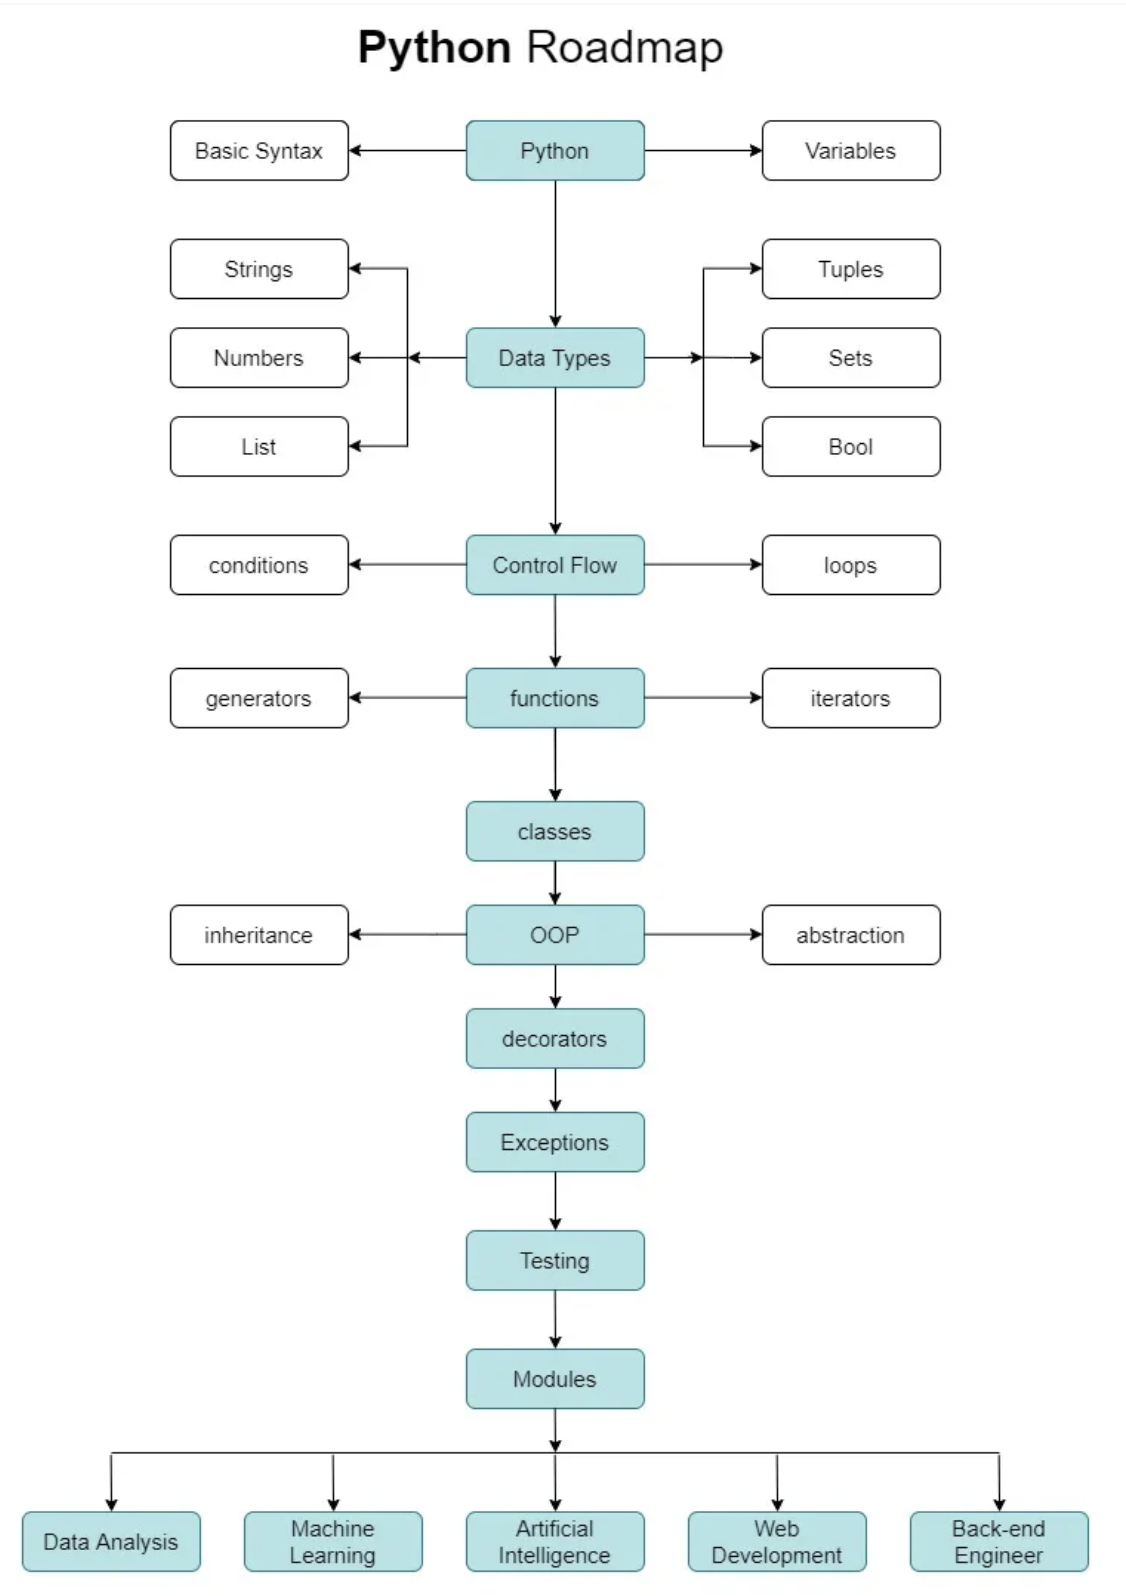 Python Roadmap
Basic Syntax
Python
Variables
Strings
Tuples
Numbers
Data Types
Sets
List
Bool
conditions
Control Flow
loops
generators
functions
iterators
classes
inheritance
OOP
abstraction
decorators
Exceptions
Testing
Modules
Data Analysis
Machine
Learning
Artificial
Intelligence
Web
Development
Back-end
Engineer